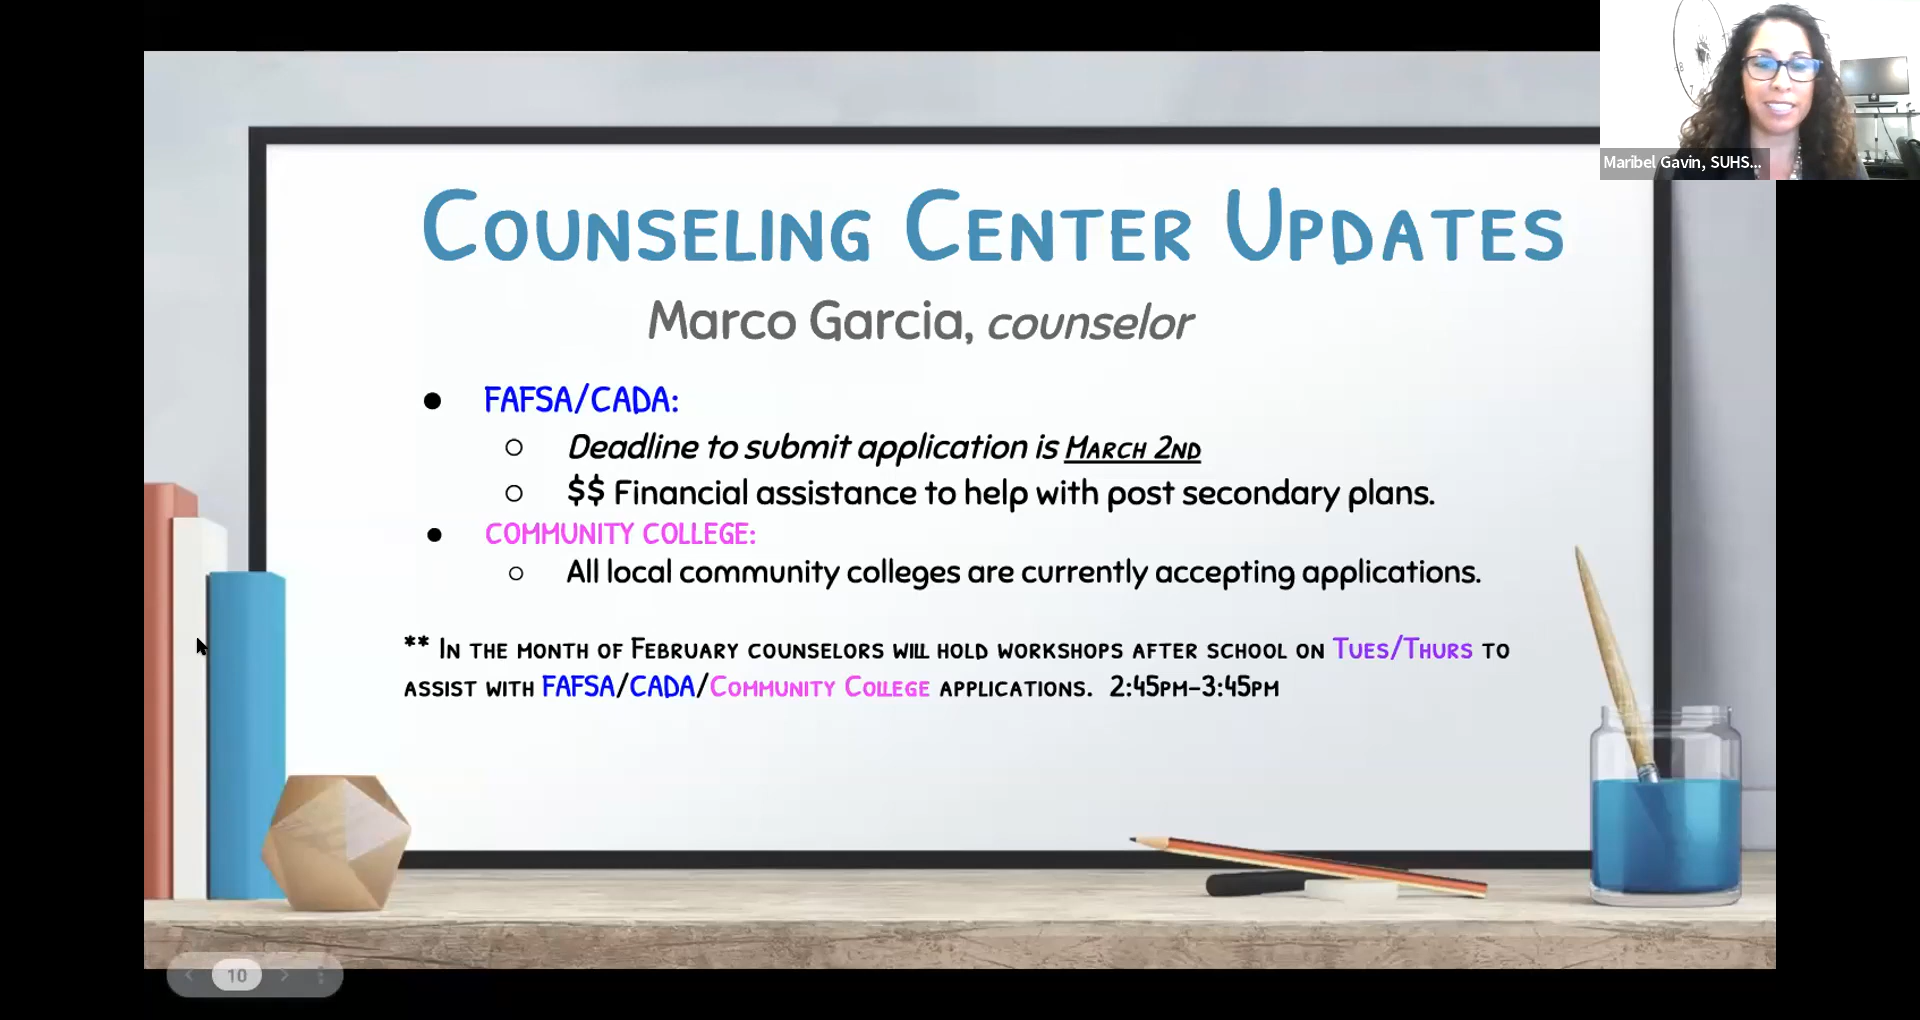 Maribel Gavin, SUHS...
Counseling Center Updates
Marco Garcia, counselor
● FAFSA/CADA:
○ Deadline to submit application is March 2nd
○ $$ Financial assistance to help with post secondary plans.
● COMMUNITY COLLEGE:
○ All local community colleges are currently accepting applications.
** In the month of February counselors will hold workshops after school on Tues/Thurs to
assist with FAFSA/CADA/Community College applications. 2:45pm-3:45pm
10